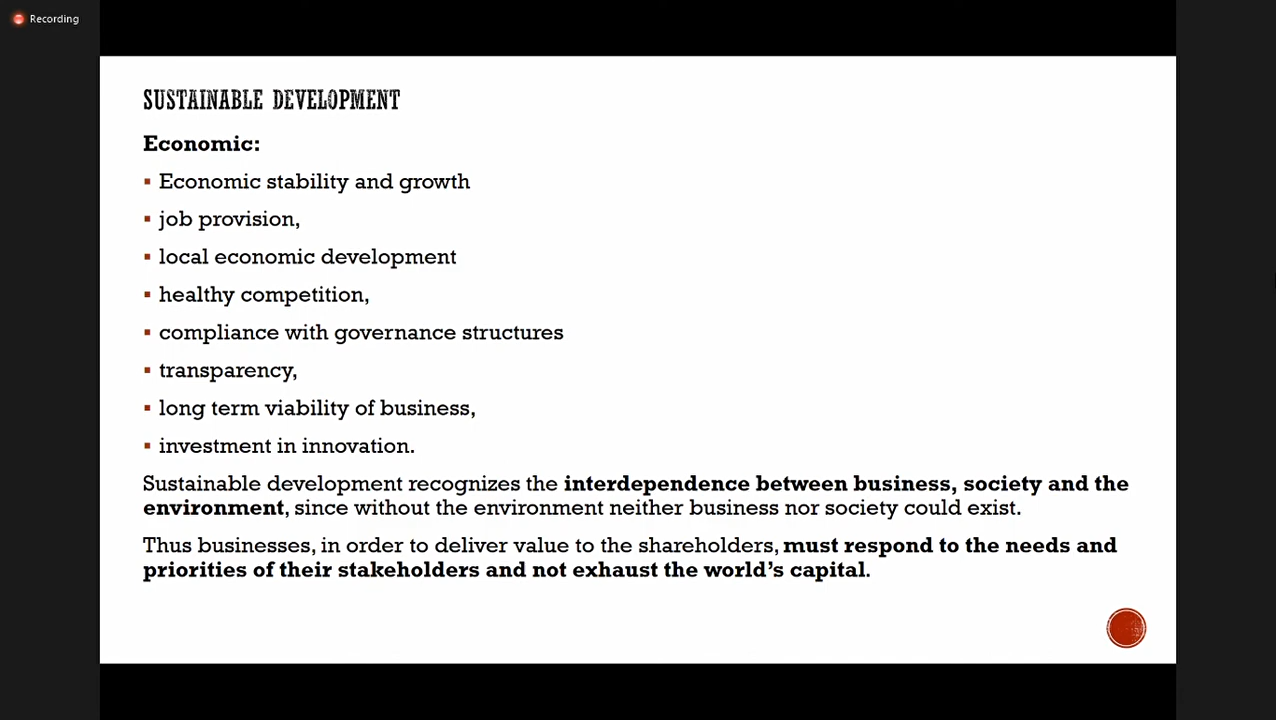 Recording
SUSTAINABLE DEVELOPMENT
Economic:
▪ Economic stability and growth
▪ job provision,
▪ local economic development
▪ healthy competition,
▪ compliance with governance structures
▪ transparency,
▪ long term viability of business,
▪ investment in innovation.
Sustainable development recognizes the interdependence between business, society and the
environment, since without the environment neither business nor society could exist.
Thus businesses, in order to deliver value to the shareholders, must respond to the needs and
priorities of their stakeholders and not exhaust the world's capital.